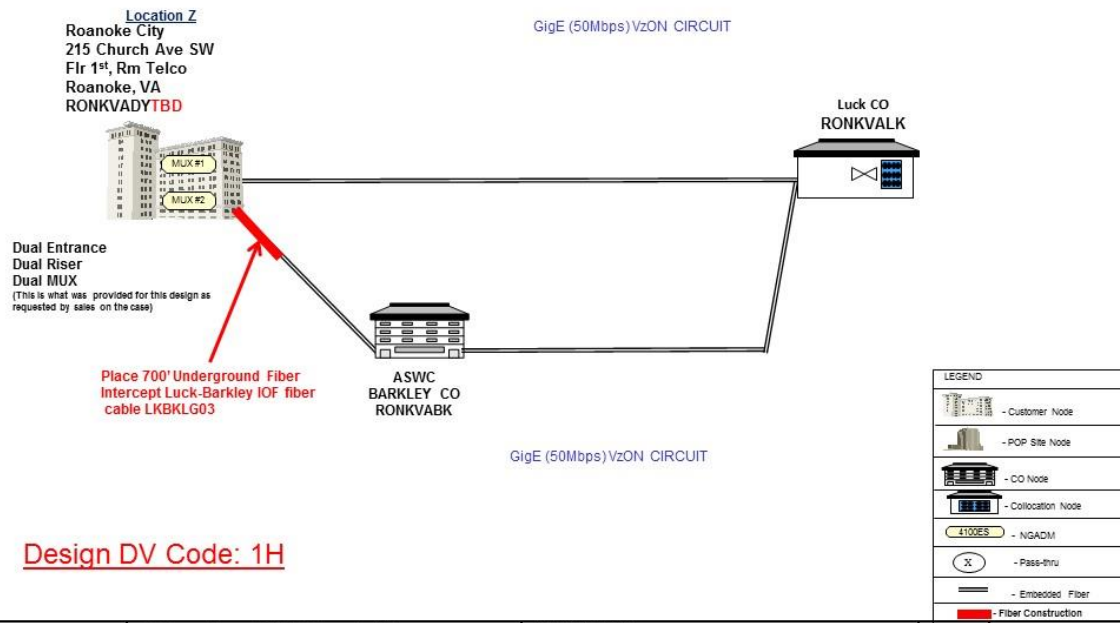 Location Z
Roanoke City
215 Church Ave SW
Flr 1st, Rm Telco
Roanoke, VA
RONKVADYTBD
GigE (50Mbps) VzON CIRCUIT
Luck CO
RONKVALK
MUX #1
MUX #2
Dual Entrance
Dual Riser
Dual MUX
(This is what was provided for this design as
requested by sales on the case)
Place 700' Underground Fiber
Intercept Luck-Barkley IOF fiber
cable LKBKLG03
ASWC
BARKLEY CO
RONKVABK
GigE (50Mbps) VzON CIRCUIT
Design DV Code: 1H
LEGEND
- Customer Node
- POP Site Node
- CO Node
- Collocation Node
4100ES - NGADM
X - Pass-thru
- Embedded Fiber
- Fiber Construction